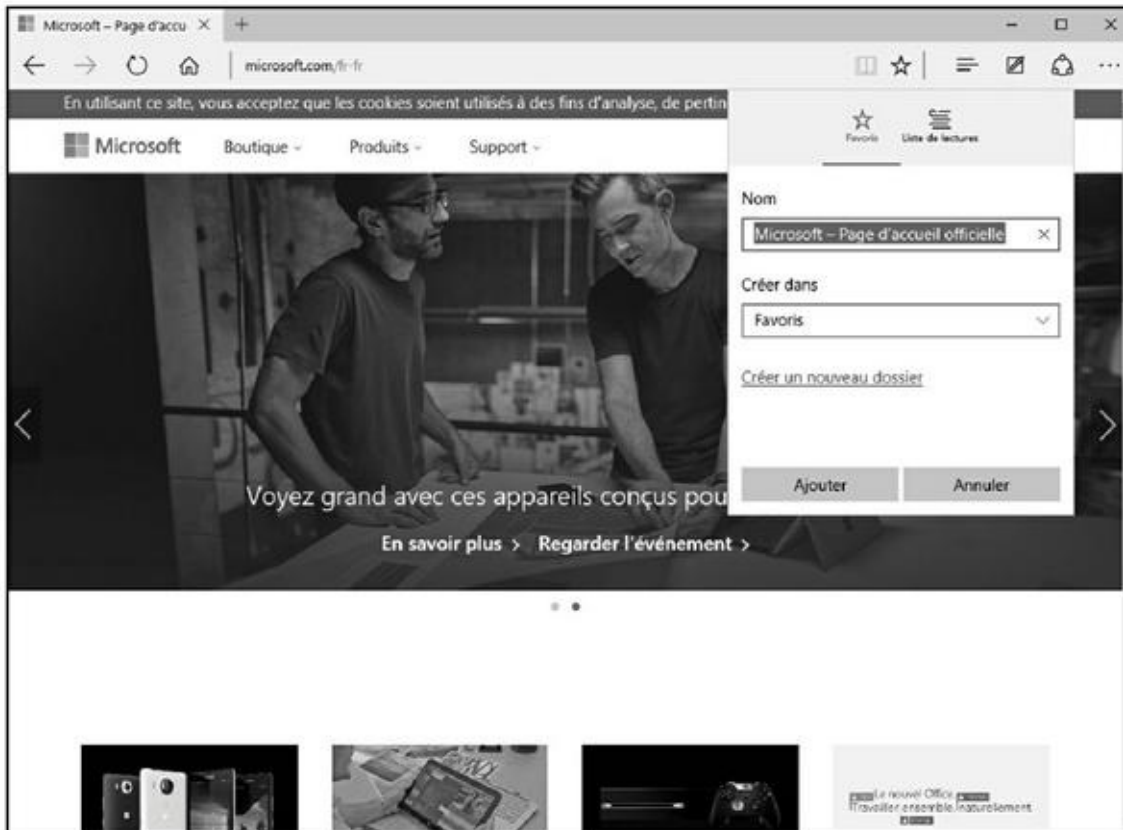 Microsoft – Page d'accu
microsoft.com/fr-fr
En utilisant ce site, vous acceptez que les cookies soient utilisés à des fins d'analyse, de pertin
Microsoft
Boutique
Produits
Support
Favoris
Liste de lectures
Nom
Microsoft – Page d'accueil officielle
Créer dans
Favoris
Créer un nouveau dossier
Ajouter
Annuler
Voyez grand avec ces appareils conçus pou
En savoir plus > Regarder l'événement >
Le nouvel Office
Travailler ensemble, naturellement